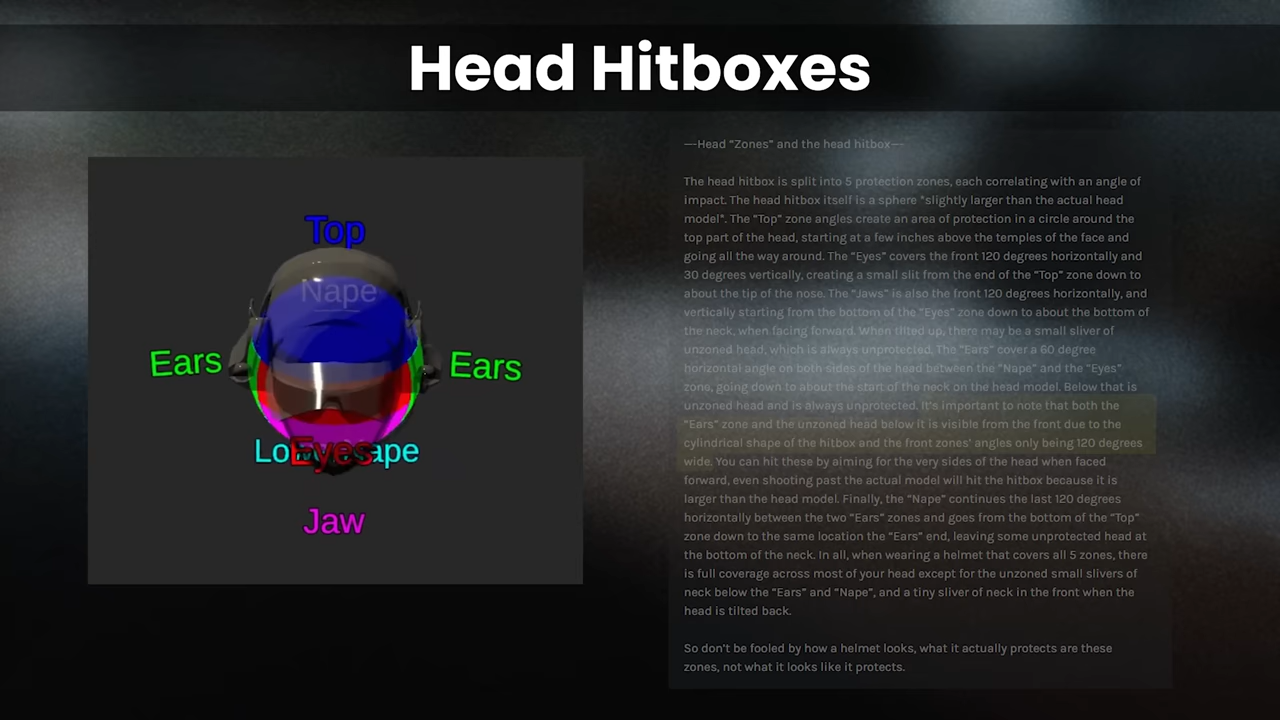 Head Hitboxes
Top
Nape
Ears
Ears
Eyes
Jaw
—-Head “Zones” and the head hitbox—-
The head hitbox is split into 5 protection zones, each correlating with an angle of
impact. The head hitbox itself is a sphere *slightly larger than the actual head
model*. The “Top” zone angles create an area of protection in a circle around the
top part of the head, starting at a few inches above the temples of the face and
going all the way around. The “Eyes” covers the front 120 degrees horizontally and
30 degrees vertically, creating a small slit from the end of the “Top” zone down to
about the tip of the nose. The “Jaws” is also the front 120 degrees horizontally, and
vertically starting from the bottom of the “Eyes” zone down to about the bottom of
the neck, when facing forward. When tilted up, there may be a small sliver of
unzoned head, which is always unprotected. The “Ears” cover a 60 degree
horizontal angle on both sides of the head between the “Nape” and the “Eyes”
zone, going down to about the start of the neck on the head model. Below that is
unzoned head and is always unprotected. It’s important to note that both the
“Ears” zone and the unzoned head below it is visible from the front due to the
cylindrical shape of the hitbox and the front zones’ angles only being 120 degrees
wide. You can hit these by aiming for the very sides of the head when faced
forward, even shooting past the actual model will hit the hitbox because it is
larger than the head model. Finally, the “Nape” continues the last 120 degrees
horizontally between the two “Ears” zones and goes from the bottom of the “Top”
zone down to the same location the “Ears” end, leaving some unprotected head at
the bottom of the neck. In all, when wearing a helmet that covers all 5 zones, there
is full coverage across most of your head except for the unzoned small slivers of
neck below the “Ears” and “Nape”, and a tiny sliver of neck in the front when the
head is tilted back.
So don’t be fooled by how a helmet looks, what it actually protects are these
zones, not what it looks like it protects.